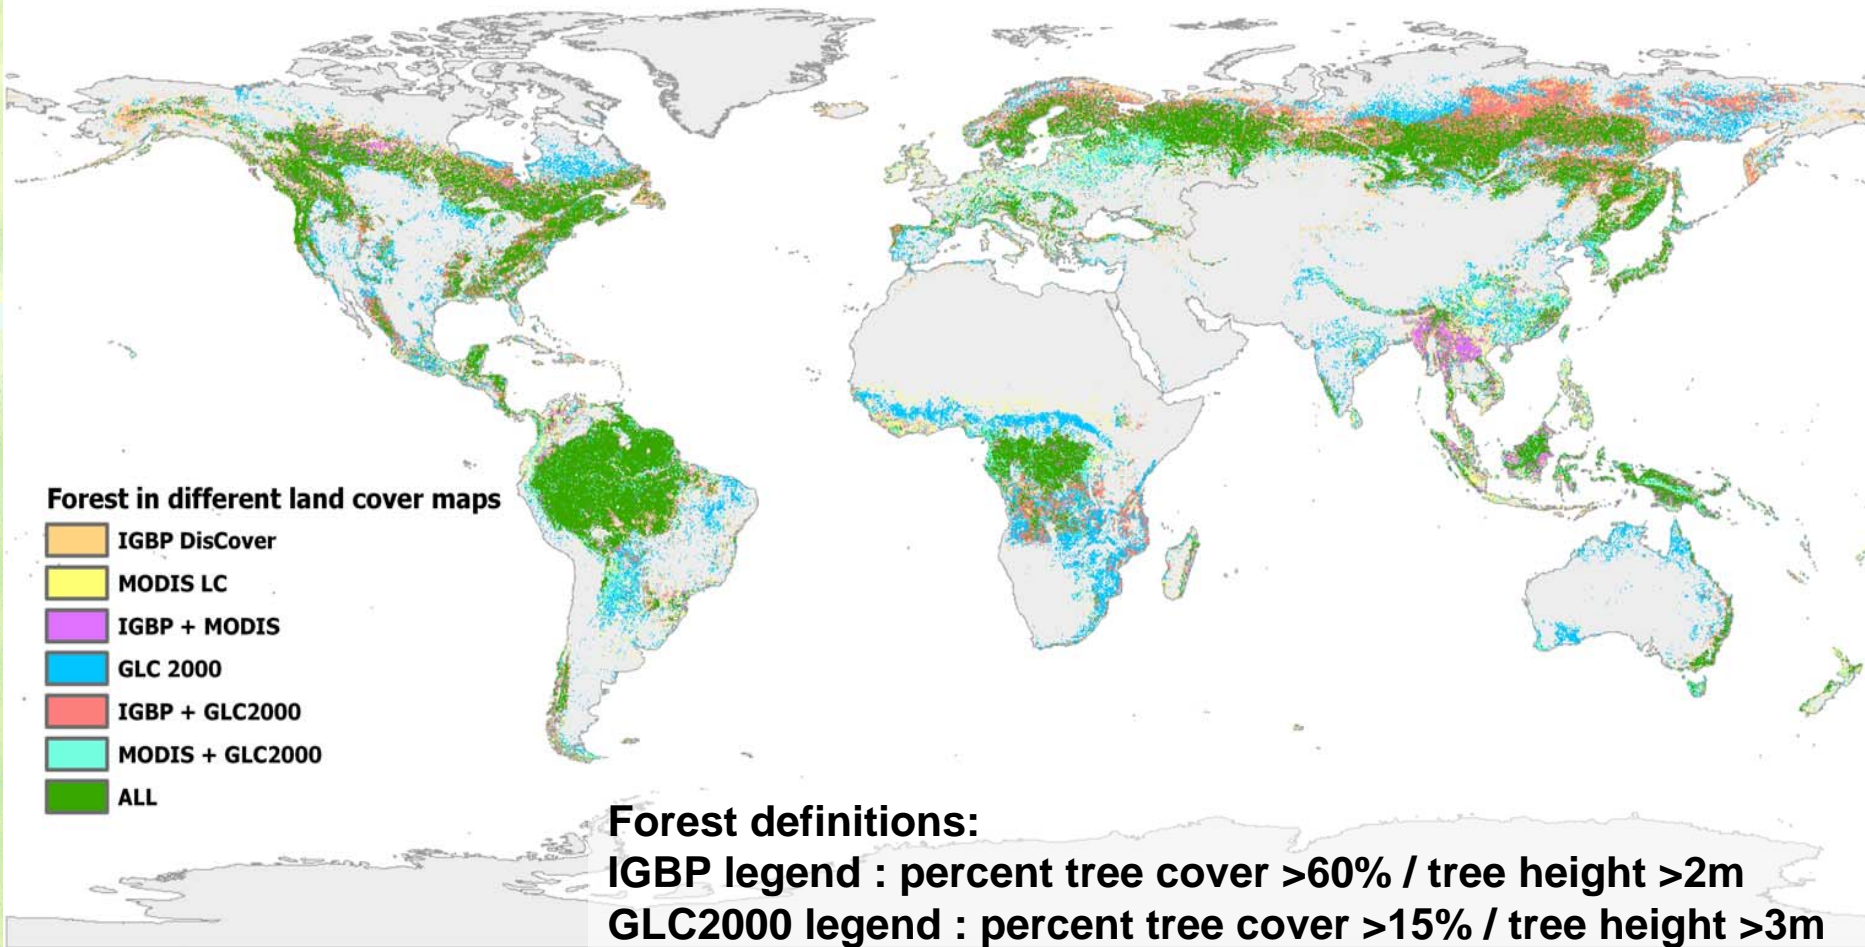 Forest in different land cover maps
IGBP DisCover
MODIS LC
IGBP + MODIS
GLC 2000
IGBP + GLC2000
MODIS + GLC2000
ALL
Forest definitions:
IGBP legend : percent tree cover >60% / tree height >2m
GLC2000 legend : percent tree cover >15% / tree height >3m